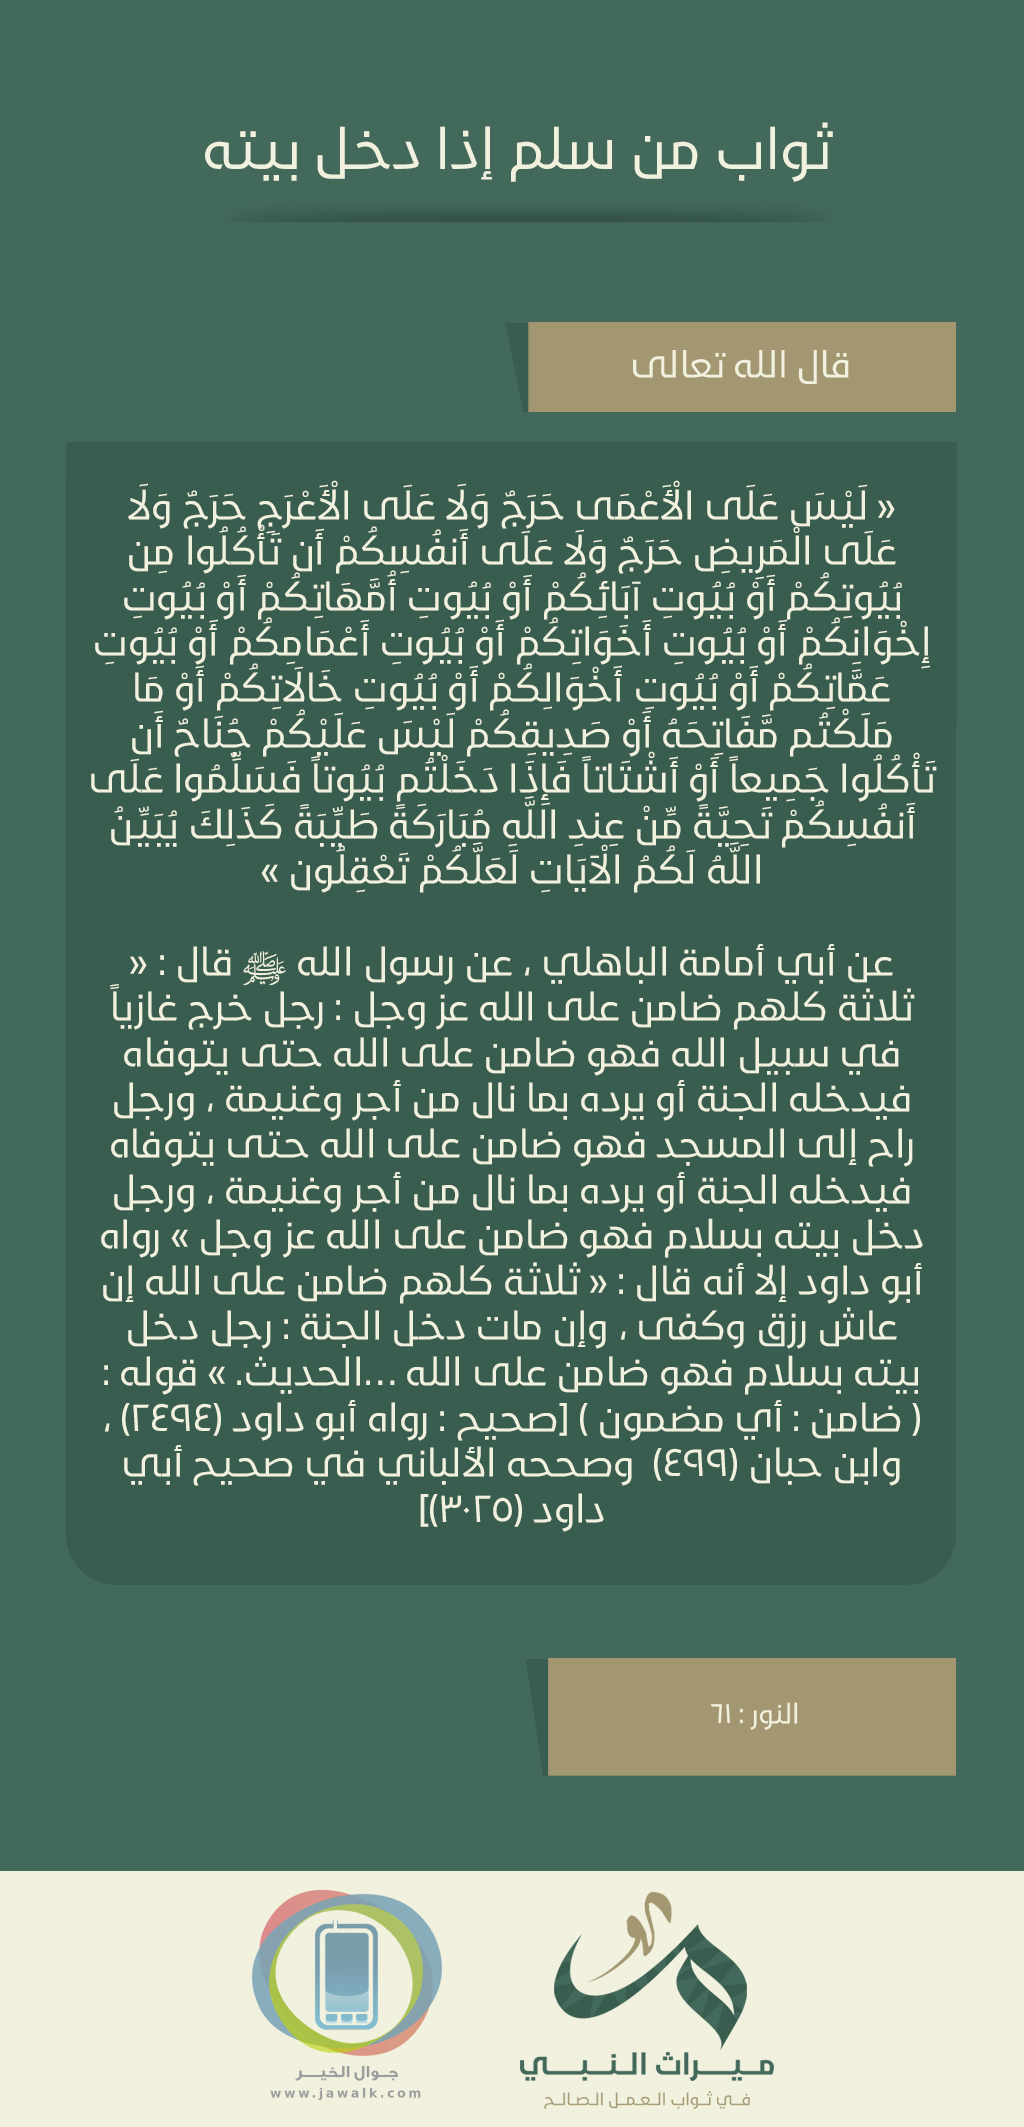 ثواب من سلم إذا دخل بيته
قال الله تعالى
« لَيْسَ عَلَى الْأَعْمَى حَرَجٌ وَلَا عَلَى الْأَعْرَجِ حَرَجٌ وَلَا
عَلَى الْمَرِيضِ حَرَجٌ وَلَا عَلَى أَنفُسِكُمْ أَن تَأْكُلُوا مِن
بُيُوتِكُمْ أَوْ بُيُوتِ آبَائِكُمْ أَوْ بُيُوتِ أُمَّهَاتِكُمْ أَوْ بُيُوتِ
إِخْوَانِكُمْ أَوْ بُيُوتِ أَخَوَاتِكُمْ أَوْ بُيُوتِ أَعْمَامِكُمْ أَوْ بُيُوتِ
عَمَّاتِكُمْ أَوْ بُيُوتِ أَخْوَالِكُمْ أَوْ بُيُوتِ خَالَاتِكُمْ أَوْ مَا
مَلَكْتُم مَّفَاتِحَهُ أَوْ صَدِيقِكُمْ لَيْسَ عَلَيْكُمْ جُنَاحٌ أَن
تَأْكُلُوا جَمِيعاً أَوْ أَشْتَاتاً فَإِذَا دَخَلْتُم بُيُوتاً فَسَلِّمُوا عَلَى
أَنفُسِكُمْ تَحِيَّةً مِّنْ عِندِ اللَّهِ مُبَارَكَةً طَيِّبَةً كَذَلِكَ يُبَيِّنُ
اللَّهُ لَكُمُ الْآيَاتِ لَعَلَّكُمْ تَعْقِلُون »
عن أبي أمامة الباهلي ، عن رسول الله ﷺ قال : «
ثلاثة كلهم ضامن على الله عز وجل : رجل خرج غازياً
في سبيل الله فهو ضامن على الله حتى يتوفاه
فيدخله الجنة أو يرده بما نال من أجر وغنيمة ، ورجل
راح إلى المسجد فهو ضامن على الله حتى يتوفاه
فيدخله الجنة أو يرده بما نال من أجر وغنيمة ، ورجل
دخل بيته بسلام فهو ضامن على الله عز وجل » رواه
أبو داود إلا أنه قال : « ثلاثة كلهم ضامن على الله إن
عاش رزق وكفى ، وإن مات دخل الجنة : رجل دخل
بيته بسلام فهو ضامن على الله ...الحديث. » قوله :
( ضامن : أي مضمون ) [صحيح : رواه أبو داود (٢٤٩٤) ،
وابن حبان (٤٩٩) وصححه الألباني في صحيح أبي
داود (٣٠٢٥)]
النور : ٦١
ميراث النبي
في ثواب العمل الصالح
جوال الخير
www.jawalk.com